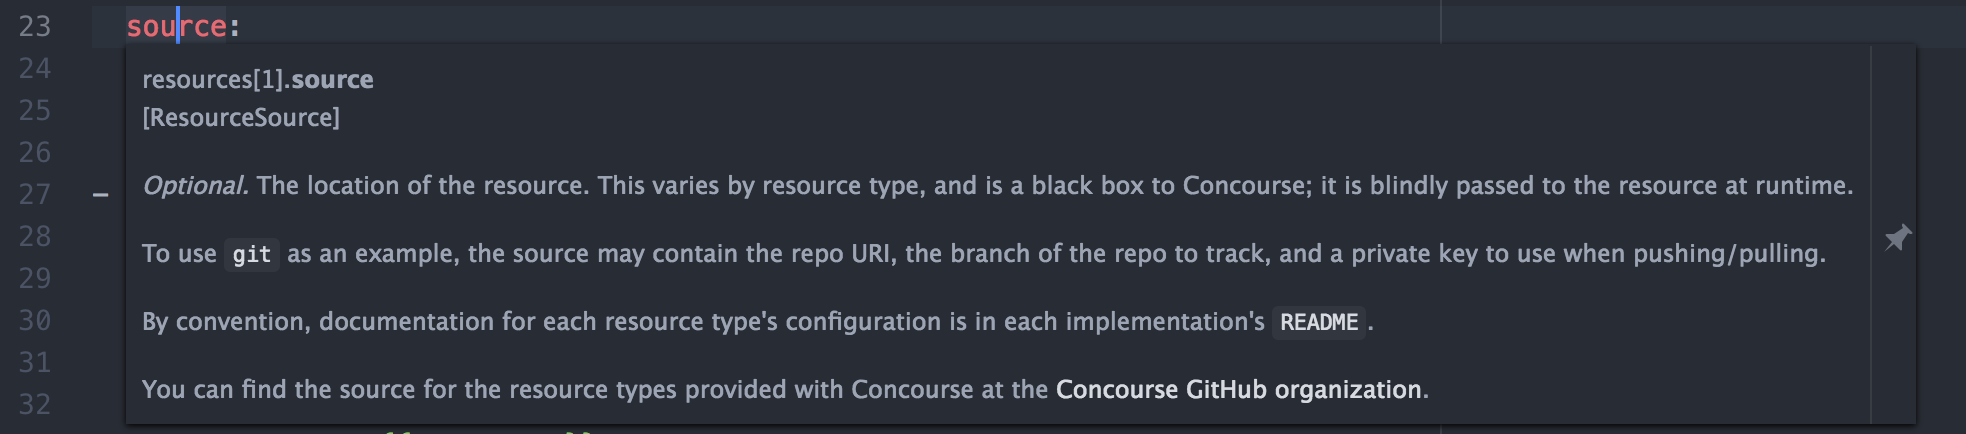 23 source:
24
resources[1].source
25
[ResourceSource]
26
27 – Optional. The location of the resource. This varies by resource type, and is a black box to Concourse; it is blindly passed to the resource at runtime.
28
To use git as an example, the source may contain the repo URI, the branch of the repo to track, and a private key to use when pushing/pulling.
29
30
By convention, documentation for each resource type's configuration is in each implementation's README.
31
You can find the source for the resource types provided with Concourse at the Concourse GitHub organization.
32